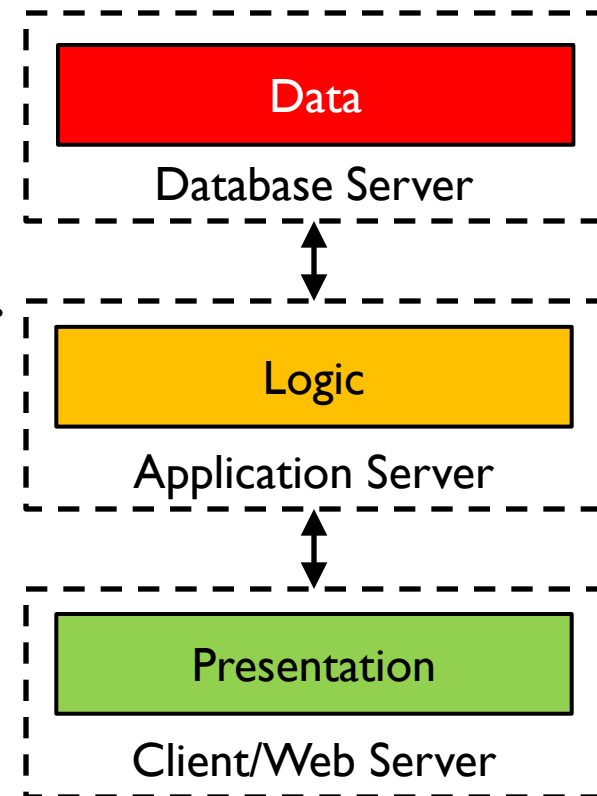 Data
Database Server
Logic
Application Server
Presentation
Client/Web Server